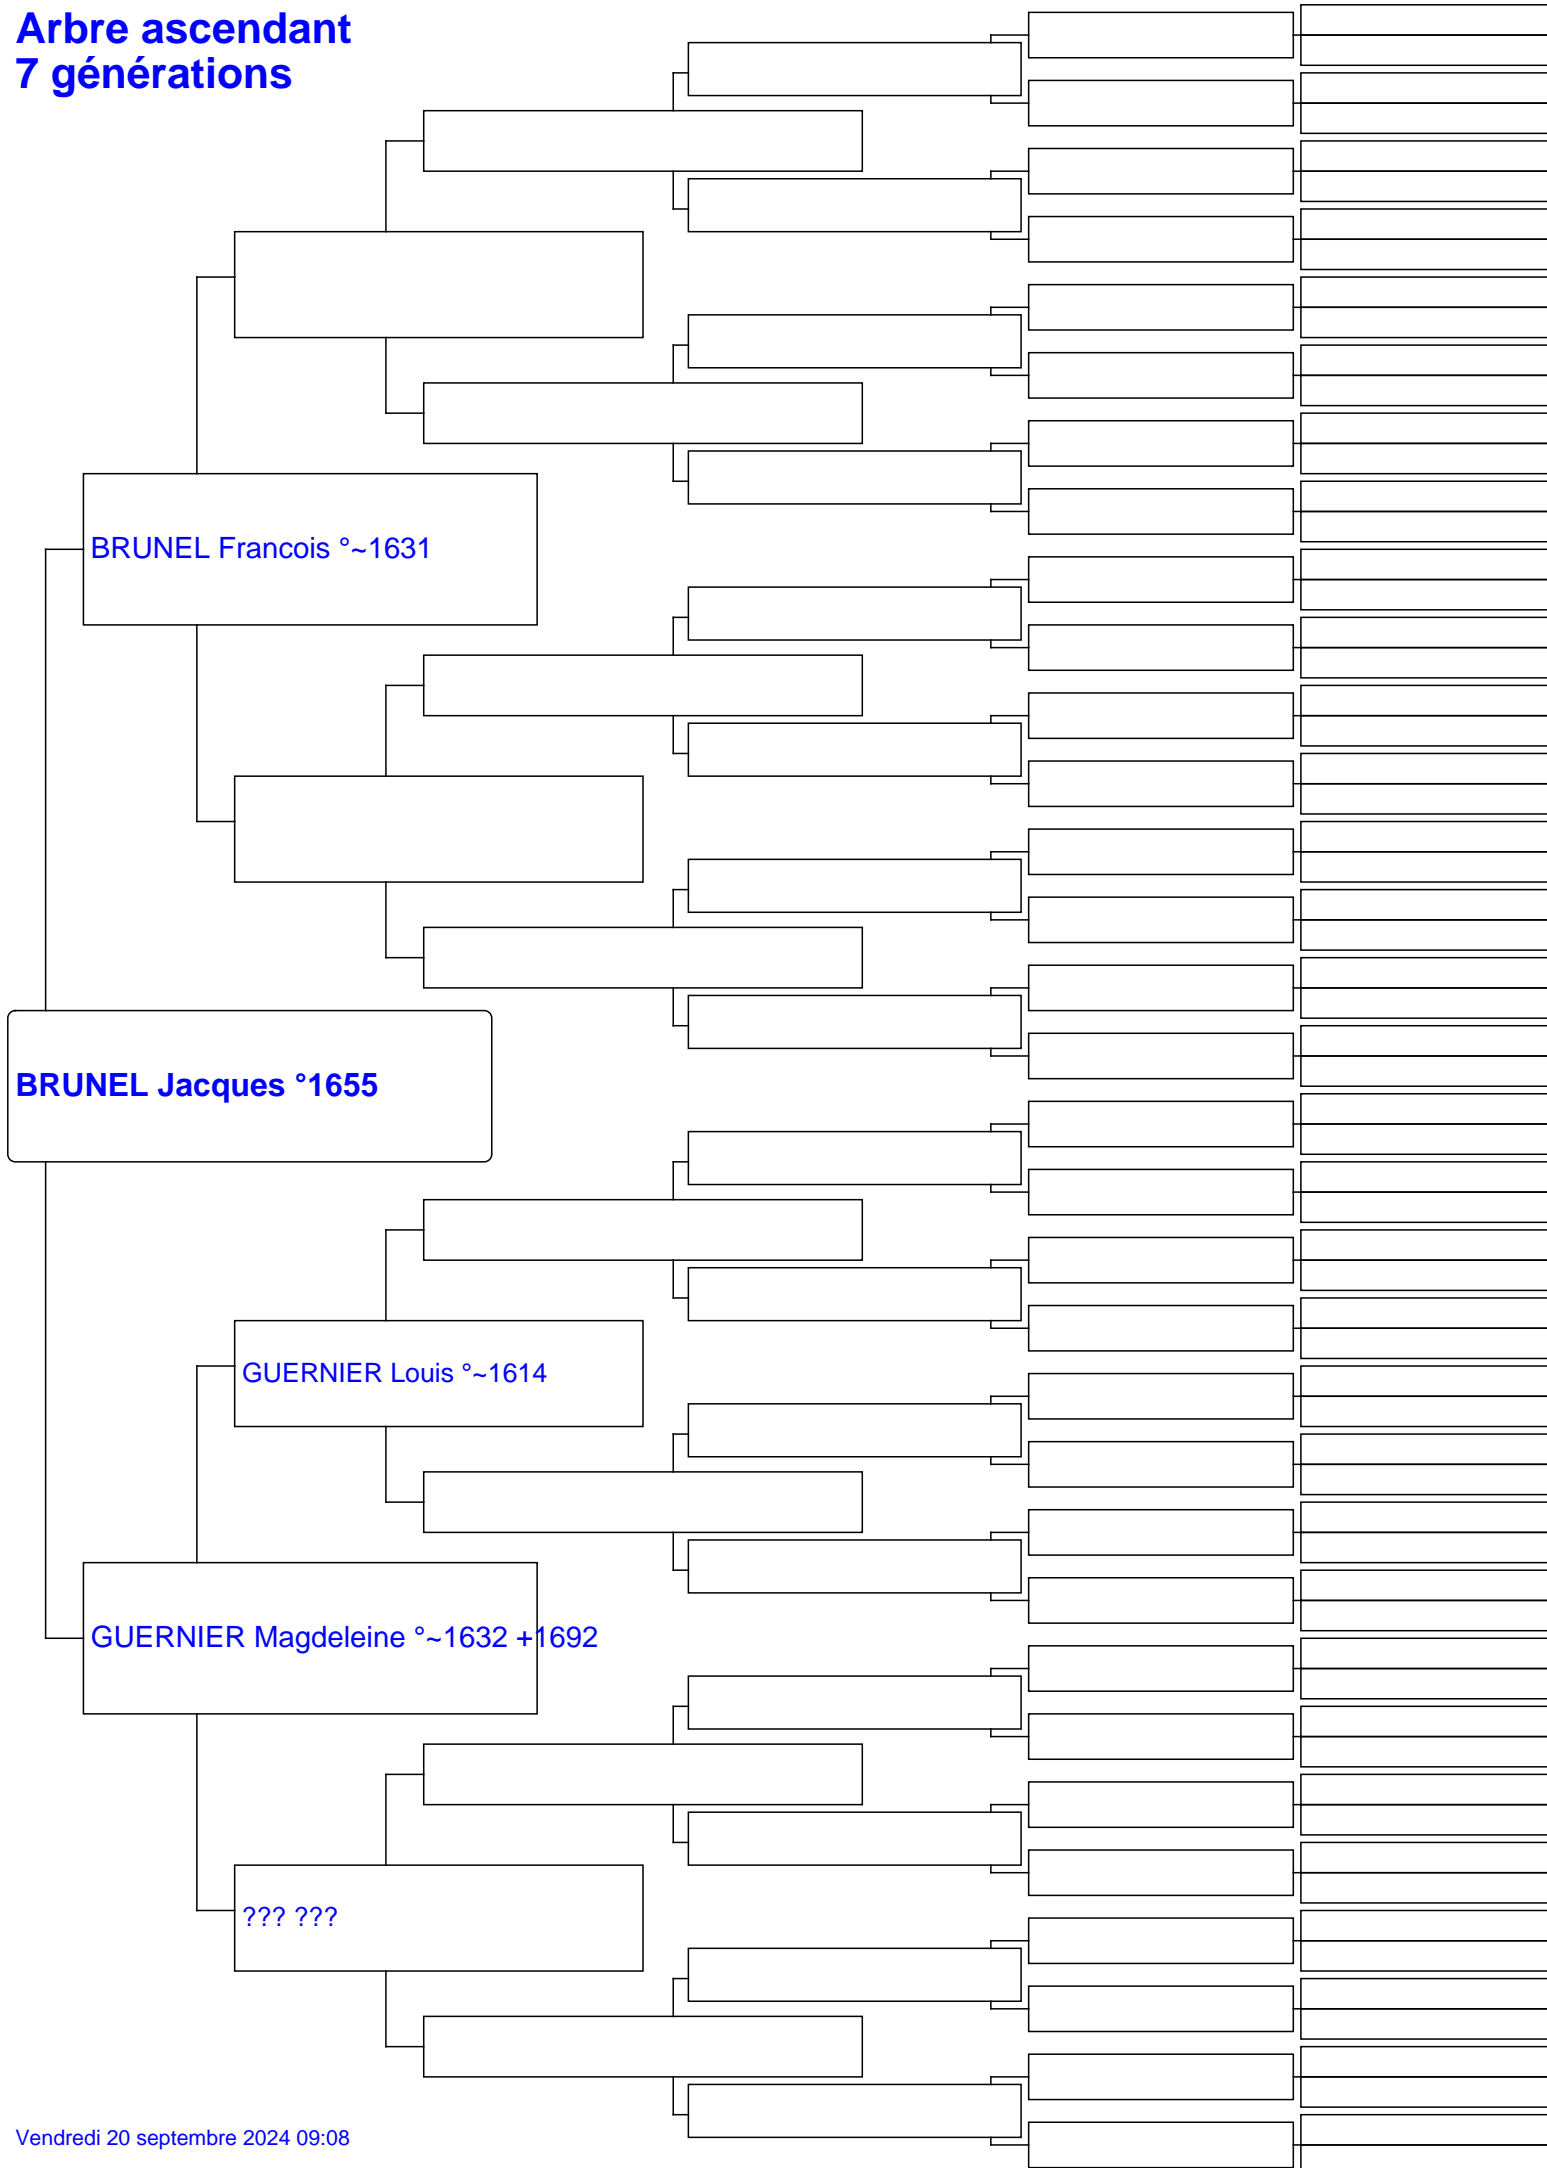 Arbre ascendant
7 générations
BRUNEL Francois °~1631
BRUNEL Jacques °1655
GUERNIER Louis °~1614
GUERNIER Magdeleine °~1632 +1692
??? ???
Vendredi 20 septembre 2024 09:08